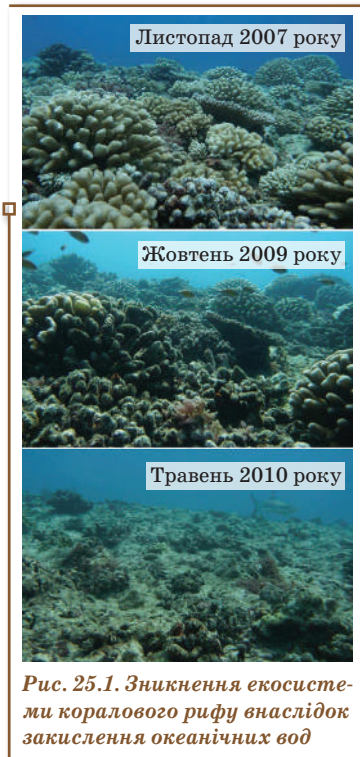 Листопад 2007 року
Жовтень 2009 року
Травень 2010 року
Рис. 25.1. Зникнення екосисте-
ми коралового рифу внаслідок
закислення океанічних вод